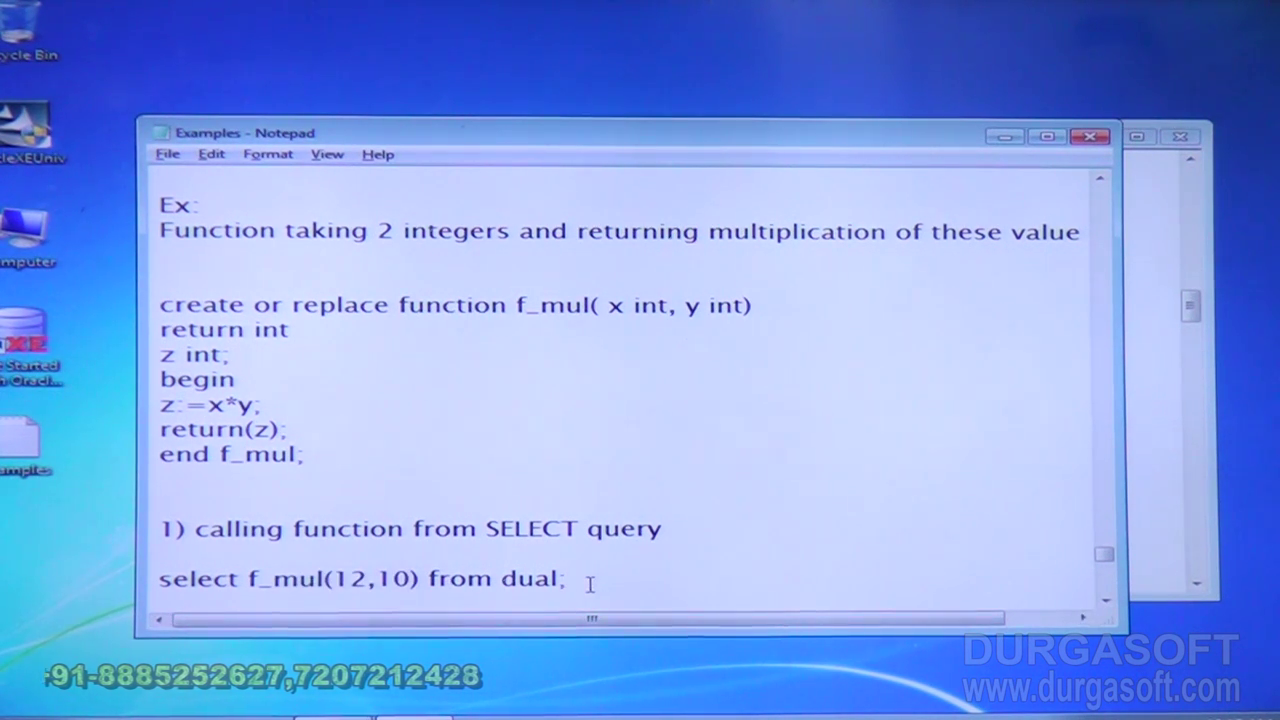 cycle Bin
Examples - Notepad
File Edit Format View Help
Ex:
Function taking 2 integers and returning multiplication of these value
create or replace function f_mul( x int, y int)
return int
z int;
begin
z:=x*y;
return(z);
end f_mul;
1) calling function from SELECT query
select f_mul(12,10) from dual;
cleXEUniv
mputer
XE
Started
h Oracl...
amples
91-8885252627,7207212428
DURGASOFT
www.durgasoft.com